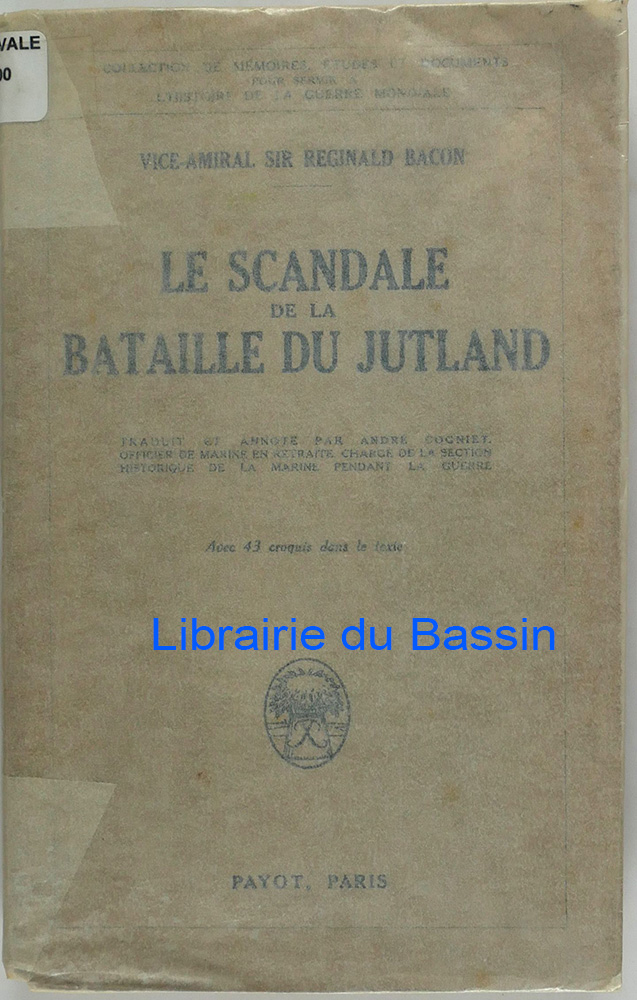 VALE
00
COLLECTION DE MÉMOIRES, ÉTUDES ET DOCUMENTS
POUR SERVIR A
L'HISTOIRE DE LA GUERRE MONDIALE
VICE-AMIRAL SIR REGINALD BACON
LE SCANDALE
DE LA
BATAILLE DU JUTLAND
TRADUIT ET ANNOTÉ PAR ANDRÉ COGNIET,
OFFICIER DE MARINE EN RETRAITE, CHARGÉ DE LA SECTION
HISTORIQUE DE LA MARINE PENDANT LA GUERRE
Avec 43 croquis dans le texte
Librairie du Bassin
PAYOT, PARIS